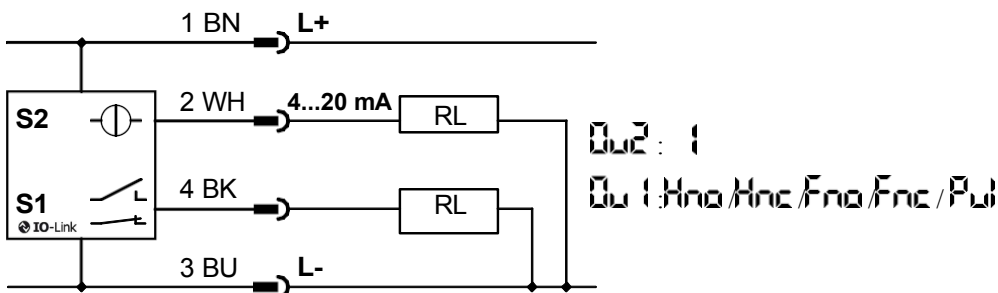 1 BN L+
S2 2 WH 4...20 mA RL
Ou2 : I
S1 4 BK RL
Ou1:Hno/Hnc/Fno/Fnc/Pul
IO-Link
3 BU L-